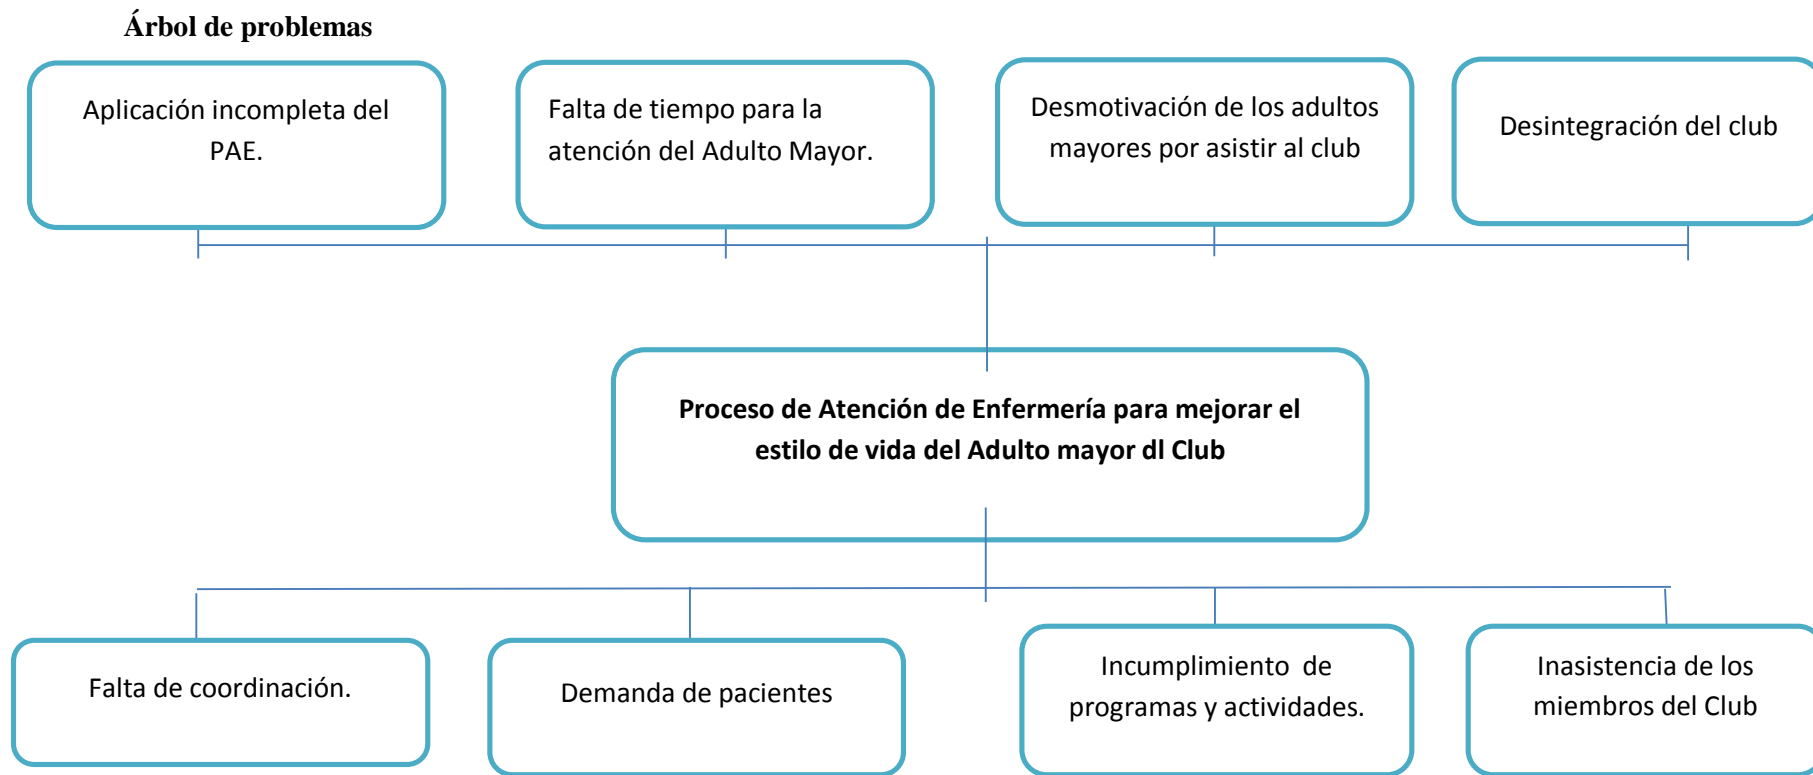 Árbol de problemas
Aplicación incompleta del
PAE.
Falta de tiempo para la
atención del Adulto Mayor.
Desmotivación de los adultos
mayores por asistir al club
Desintegración del club
Proceso de Atención de Enfermería para mejorar el
estilo de vida del Adulto mayor dl Club
Falta de coordinación.
Demanda de pacientes
Incumplimiento de
programas y actividades.
Inasistencia de los
miembros del Club